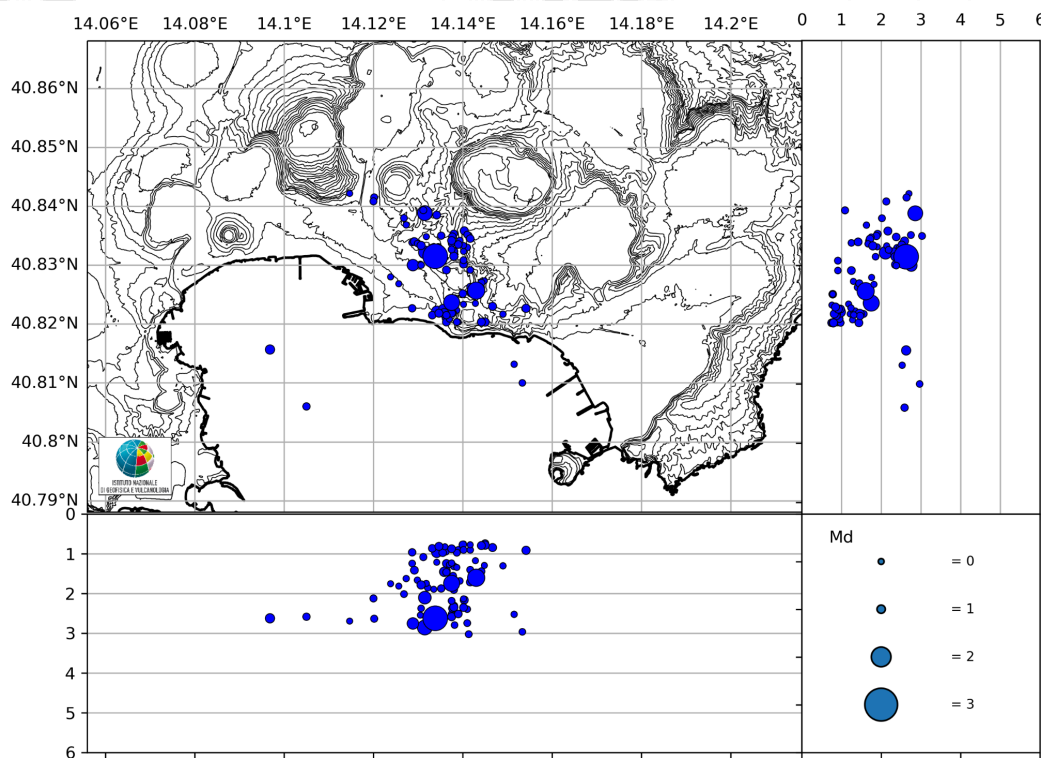 14.06°E 14.08°E 14.1°E 14.12°E 14.14°E 14.16°E 14.18°E 14.2°E 0 1 2 3 4 5 6
40.86°N
40.85°N
40.84°N
40.83°N
40.82°N
40.81°N
40.8°N
40.79°N
ISTITUTO NAZIONALE
DI GEOFISICA E VULCANOLOGIA
0
1
2
3
4
5
6
Md
= 0
= 1
= 2
= 3